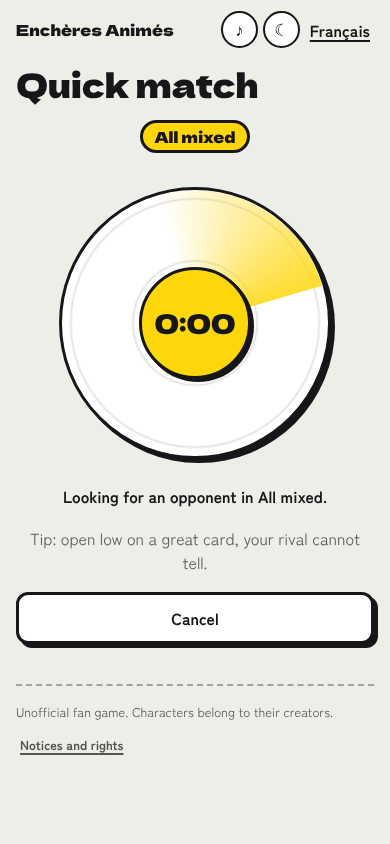 Enchères Animés
♪
☾
Français
Quick match
All mixed
0:00
Looking for an opponent in All mixed.
Tip: open low on a great card, your rival cannot
tell.
Cancel
Unofficial fan game. Characters belong to their creators.
Notices and rights